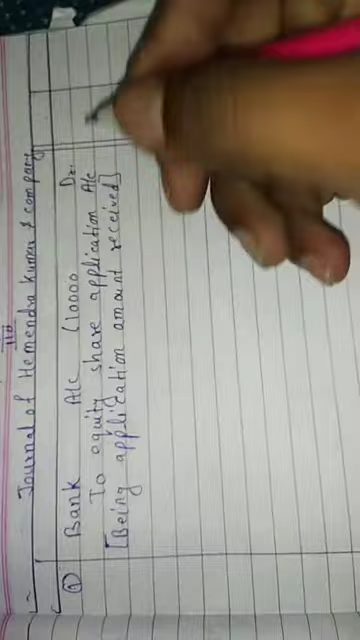 Journal of Hemendra Kumar & company
① Bank A/c (10000 Dr.
To equity share application A/c
[Being application amount received]